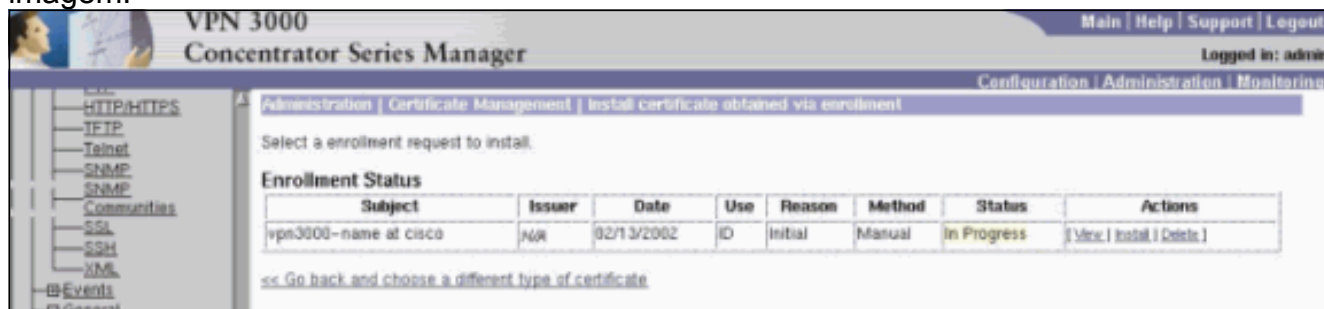 imagem:
VPN 3000
Concentrator Series Manager
Main | Help | Support | Logout
Logged in: admin
Configuration | Administration | Monitoring
HTTP/HTTPS
TFTP
Telnet
SNMP
SNMP
Communities
SSL
SSH
XML
Events
General
Administration | Certificate Management | Install certificate obtained via enrollment
Select a enrollment request to install.
Enrollment Status
Subject Issuer Date Use Reason Method Status Actions
vpn3000-name at cisco N/A 02/13/2002 ID Initial Manual In Progress [ View | Install | Delete ]
<< Go back and choose a different type of certificate